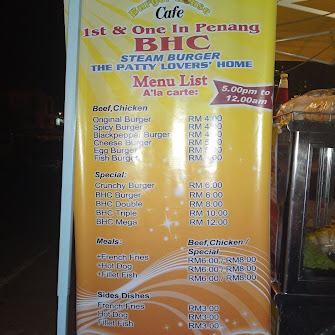 Cafe
1st & One In Penang
BHC
STEAM BURGER
THE PATTY LOVERS' HOME
Menu List
A'la carte:
5.00pm to
12.00am
Beef,Chicken
Original Burger RM 4.00
Spicy Burger RM 4.00
Blackpepper Burger RM 4.00
Cheese Burger RM 5.00
Egg Burger RM 5.00
Fish Burger RM
Special:
Crunchy Burger RM 6.00
BHC Burger RM 6.00
BHC Double RM 8.00
BHC Triple RM 10.00
BHC Mega RM 12.00
Meals: Beef,Chicken /
Special
+French Fries RM6.00 / RM8.00
+Hot Dog RM6.00 / RM8.00
+Fillet Fish RM6.00 / RM8.00
Sides Dishes:
French Fries RM3.00
Hot Dog RM3.00
Fillet Fish RM3.00